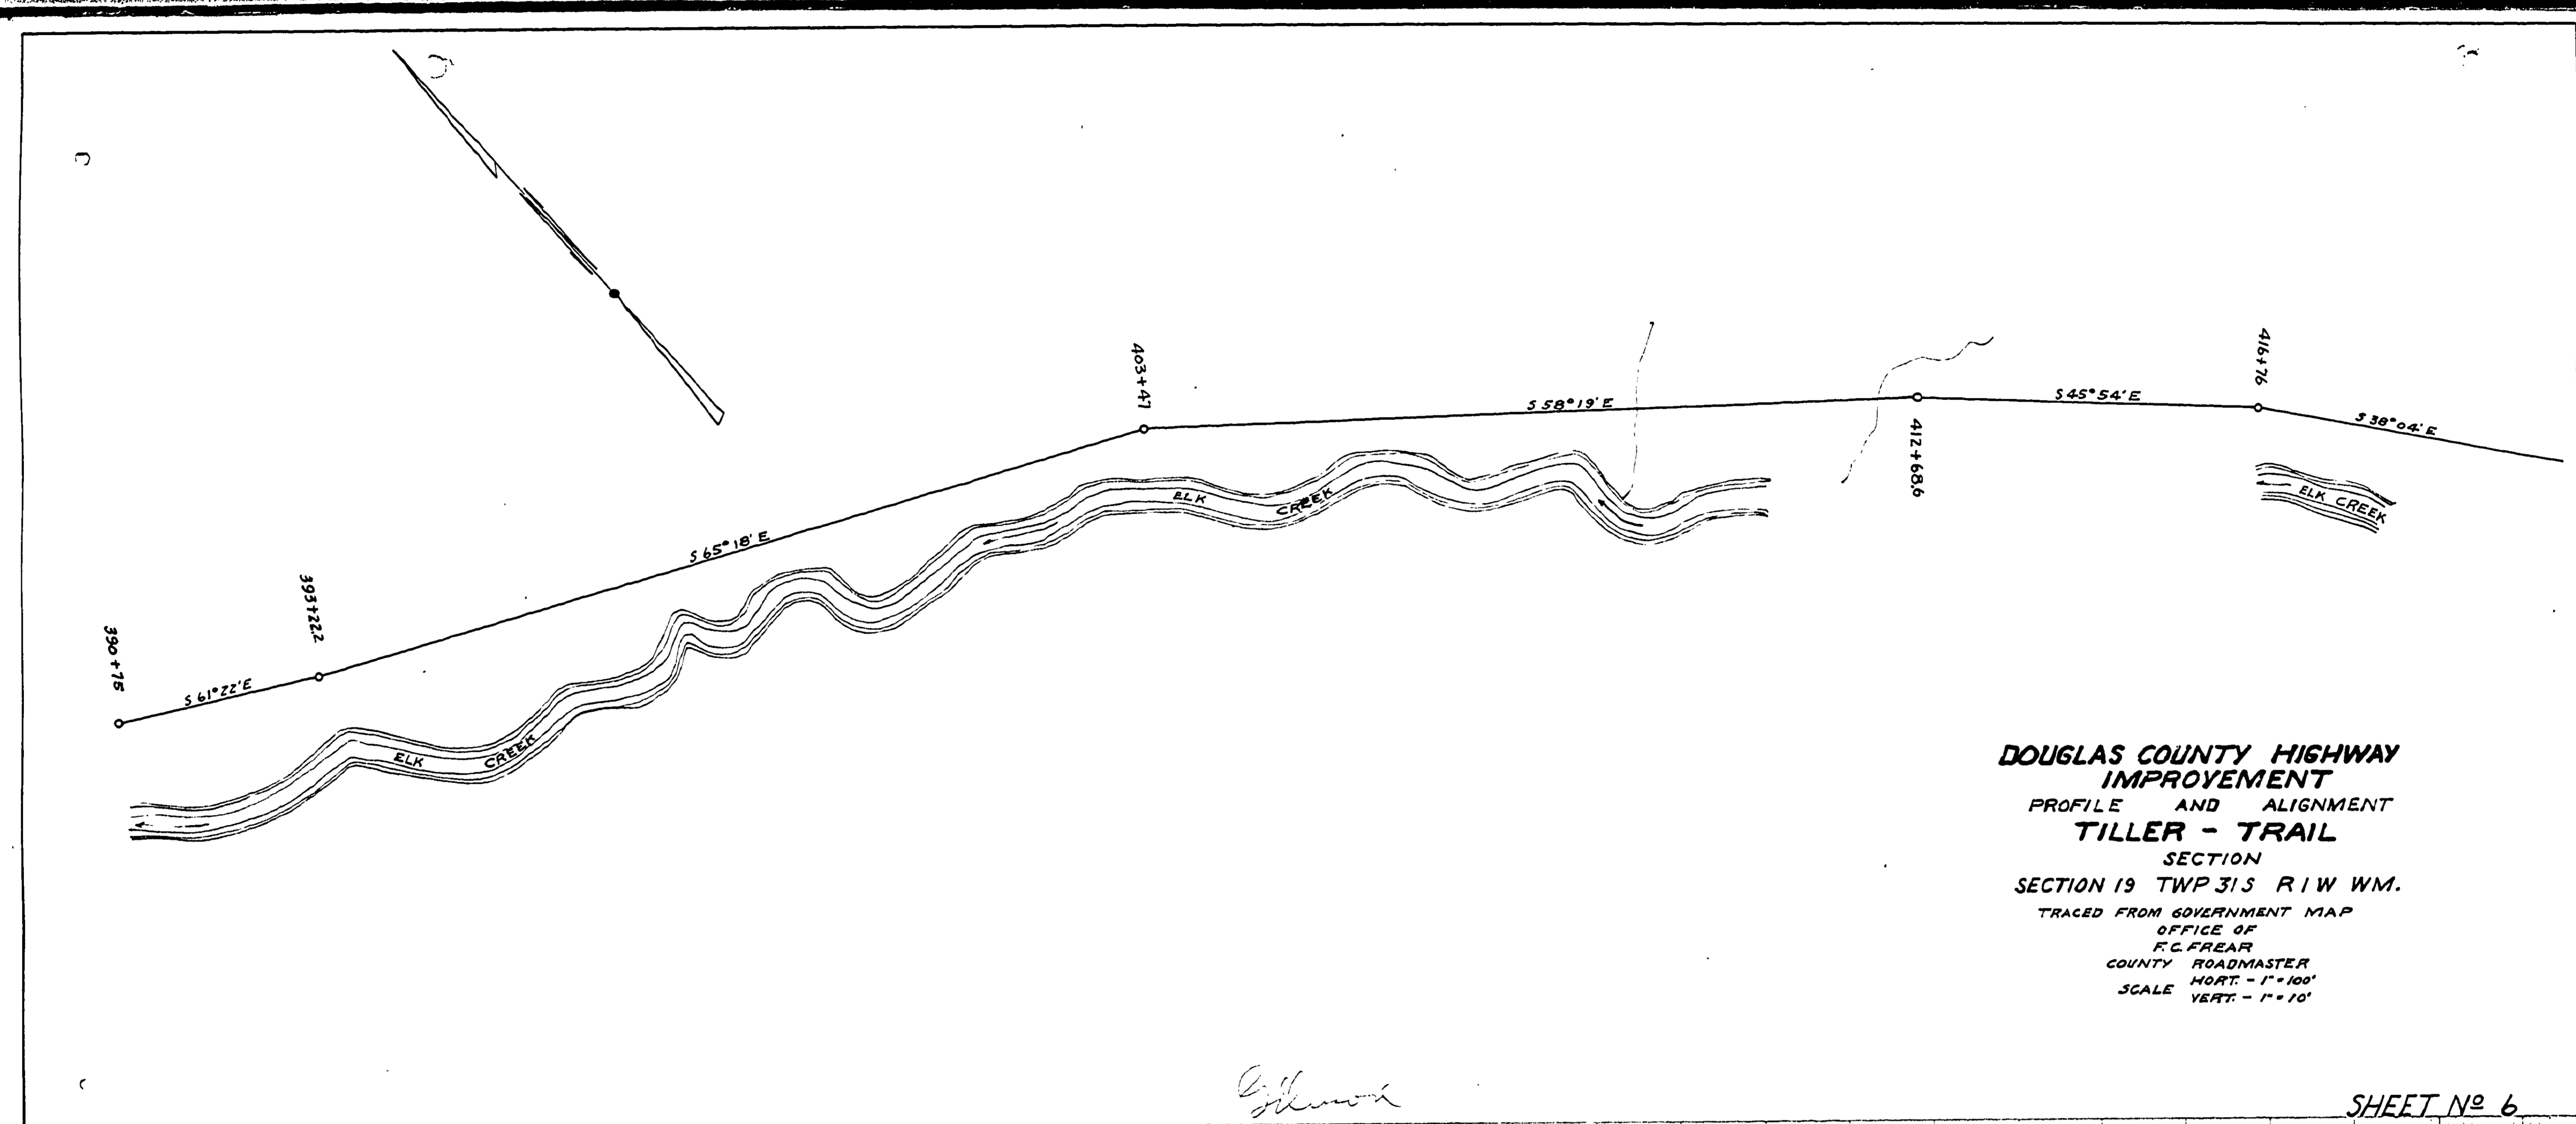 403+47
416+76
S 58° 19' E
S 45° 54' E
S 38° 04' E
412+68.6
ELK CREEK
ELK CREEK
S 65° 18' E
393+22.2
390+75
S 61° 22' E
ELK CREEK
DOUGLAS COUNTY HIGHWAY
IMPROVEMENT
PROFILE AND ALIGNMENT
TILLER - TRAIL
SECTION
SECTION 19 TWP 31S R 1 W WM.
TRACED FROM GOVERNMENT MAP
OFFICE OF
F.C. FREAR
COUNTY ROADMASTER
SCALE HORT. - 1" = 100'
VERT. - 1" = 10'
SHEET Nº 6